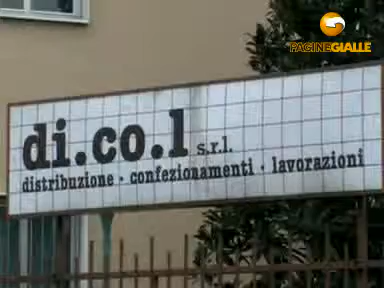 PAGINEGIALLE
di.co.l s.r.l.
distribuzione · confezionamenti · lavorazioni